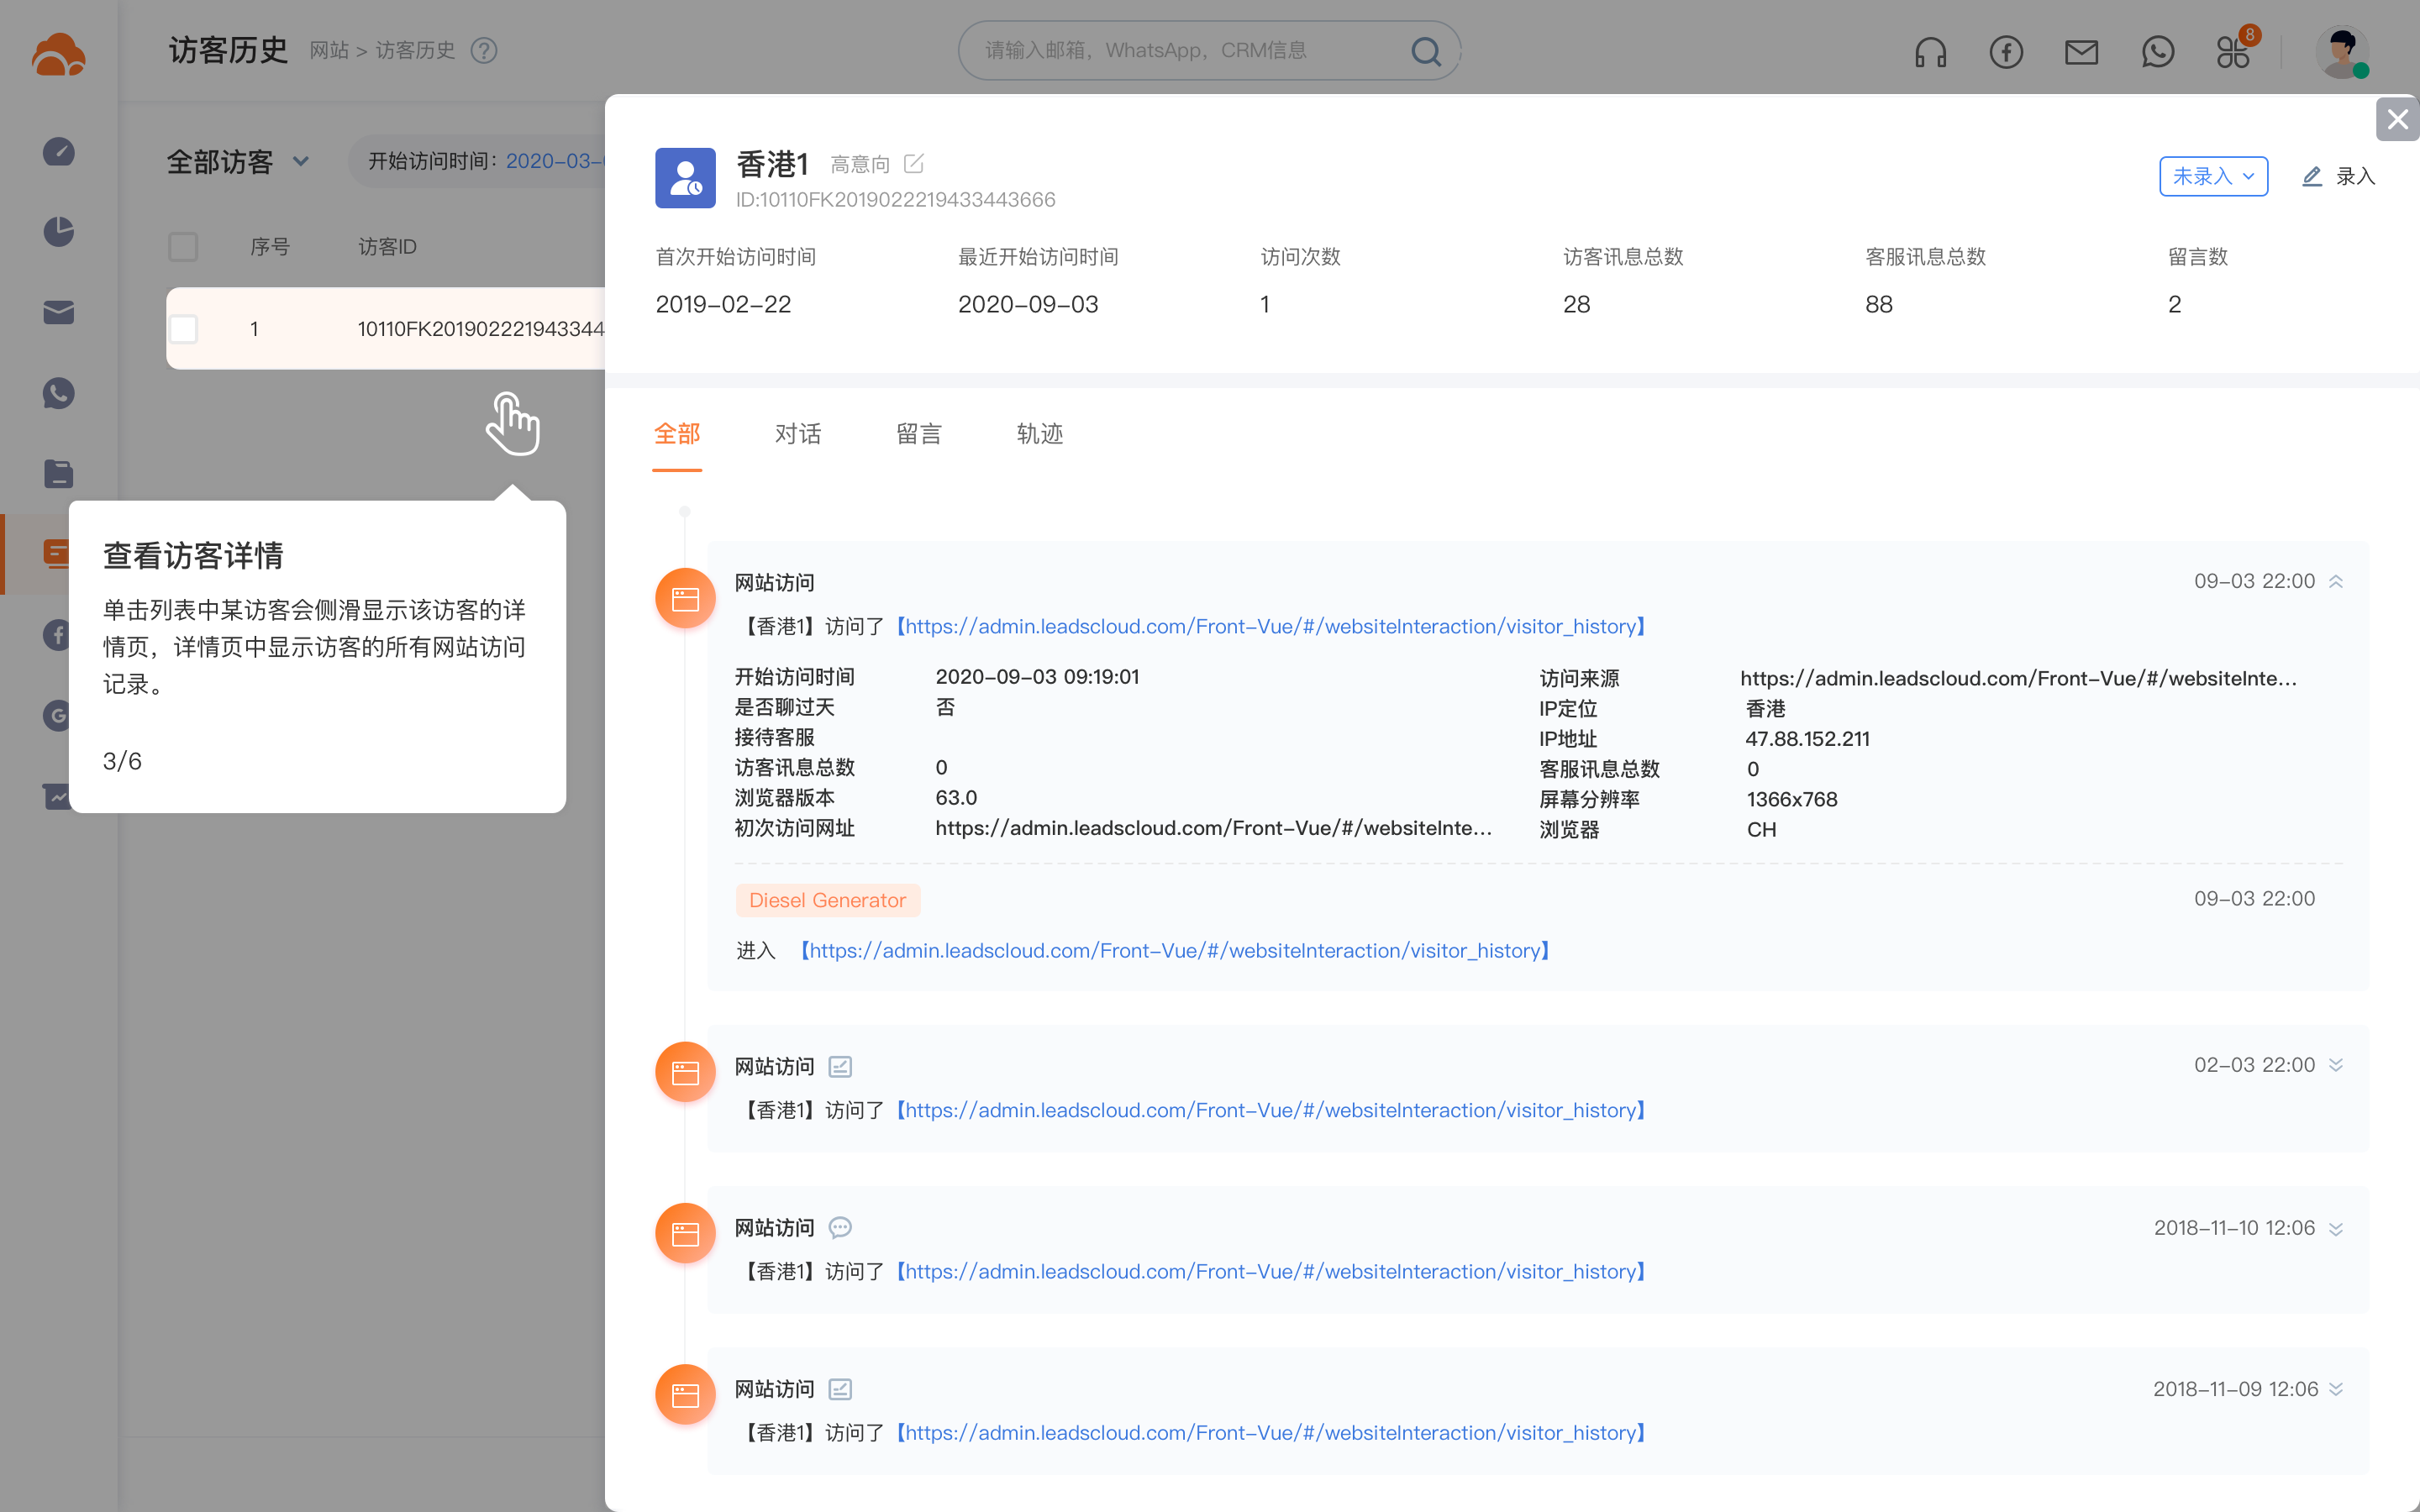 访客历史 网站 > 访客历史 ?
请输入邮箱，WhatsApp，CRM信息
8
全部访客
开始访问时间：2020-03-
序号 访客ID
1 10110FK201902221943344
查看访客详情
单击列表中某访客会侧滑显示该访客的详
情页，详情页中显示访客的所有网站访问
记录。
3/6
香港1 高意向
ID:10110FK2019022219433443666
未录入 录入
首次开始访问时间 最近开始访问时间 访问次数 访客讯息总数 客服讯息总数 留言数
2019-02-22 2020-09-03 1 28 88 2
全部 对话 留言 轨迹
网站访问 09-03 22:00
【香港1】访问了【https://admin.leadscloud.com/Front-Vue/#/websiteInteraction/visitor_history】
开始访问时间 2020-09-03 09:19:01 访问来源 https://admin.leadscloud.com/Front-Vue/#/websiteInte...
是否聊过天 否 IP定位 香港
接待客服 IP地址 47.88.152.211
访客讯息总数 0 客服讯息总数 0
浏览器版本 63.0 屏幕分辨率 1366x768
初次访问网址 https://admin.leadscloud.com/Front-Vue/#/websiteInte... 浏览器 CH
Diesel Generator 09-03 22:00
进入 【https://admin.leadscloud.com/Front-Vue/#/websiteInteraction/visitor_history】
网站访问 02-03 22:00
【香港1】访问了【https://admin.leadscloud.com/Front-Vue/#/websiteInteraction/visitor_history】
网站访问 2018-11-10 12:06
【香港1】访问了【https://admin.leadscloud.com/Front-Vue/#/websiteInteraction/visitor_history】
网站访问 2018-11-09 12:06
【香港1】访问了【https://admin.leadscloud.com/Front-Vue/#/websiteInteraction/visitor_history】